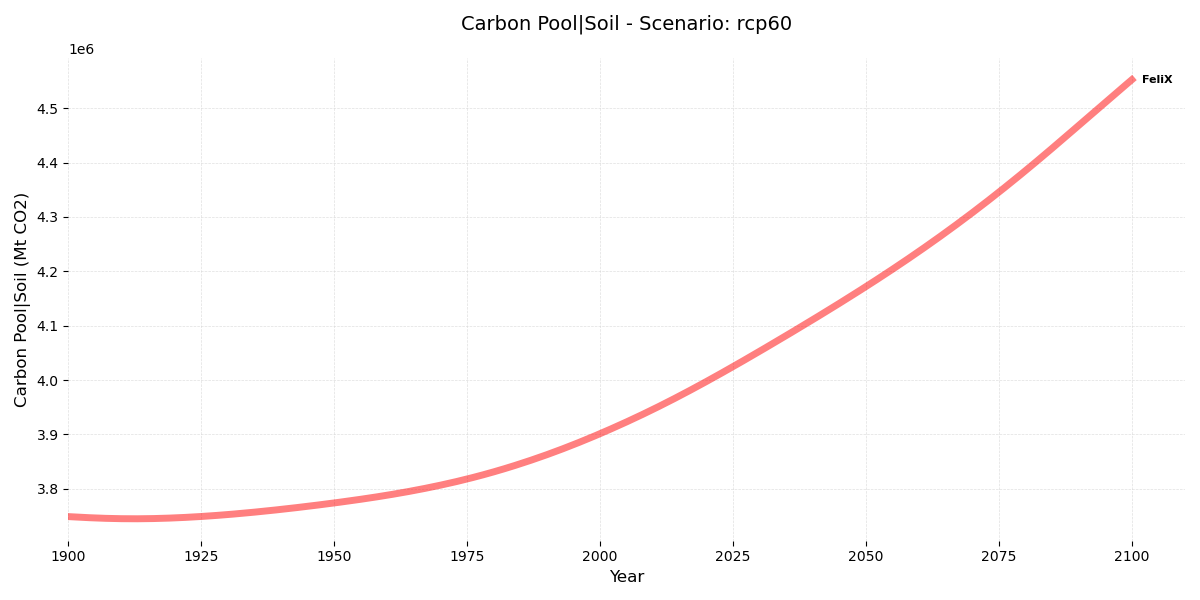 Carbon Pool|Soil - Scenario: rcp60
1e6
FeliX
4.5
4.4
4.3
4.2
4.1
4.0
3.9
3.8
Carbon Pool|Soil (Mt CO2)
1900 1925 1950 1975 2000 2025 2050 2075 2100
Year